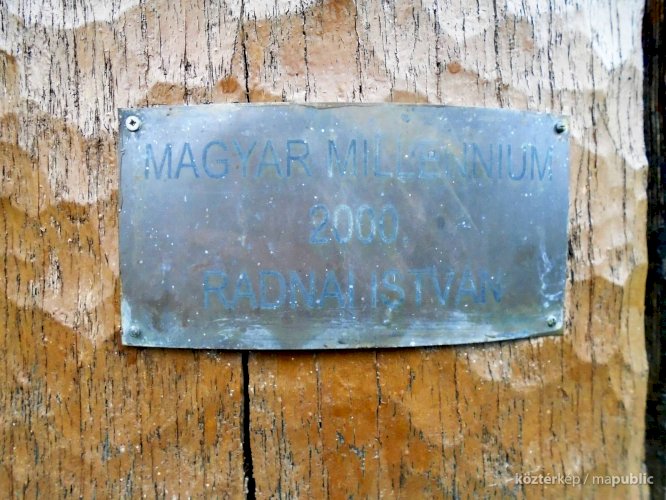 MAGYAR MILLENNIUM
2000
RADNAI ISTVÁN
köztérkép / mapublic